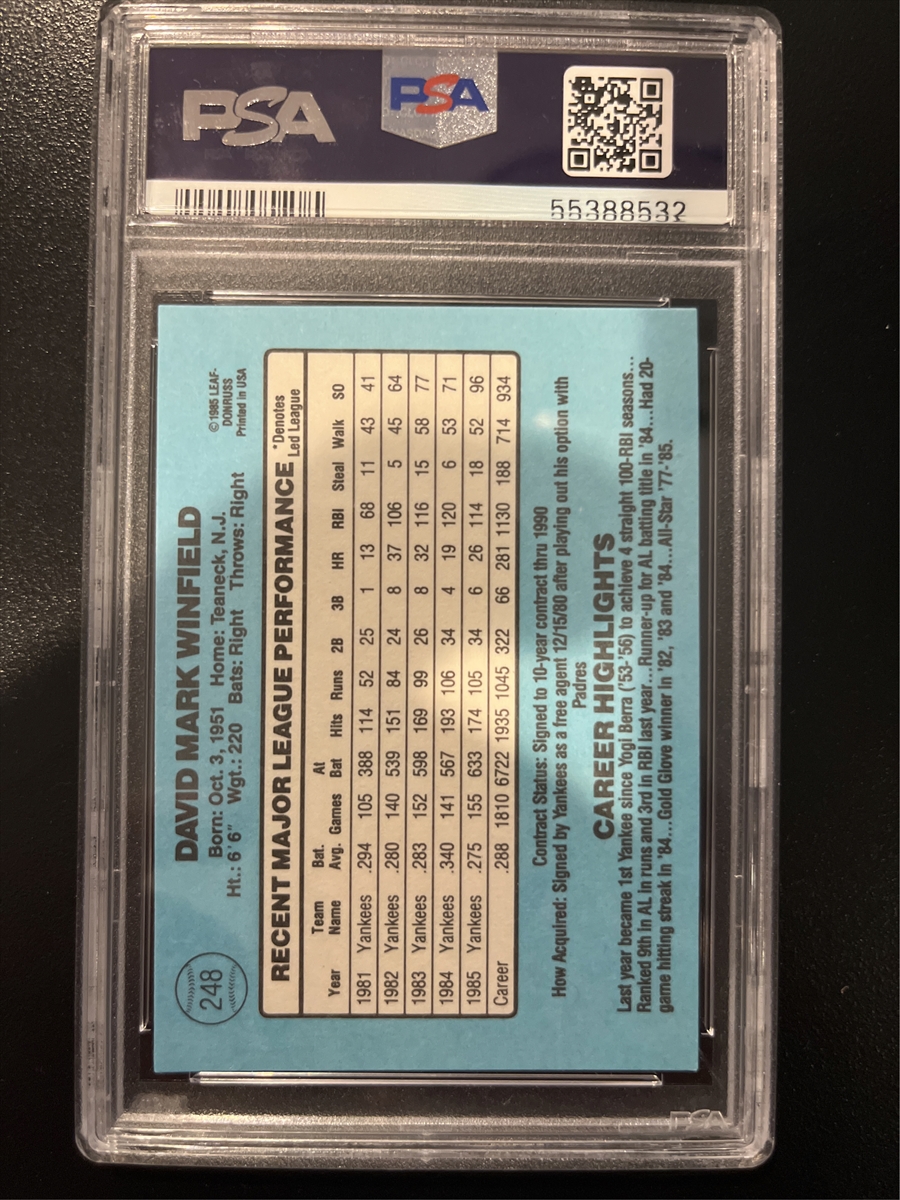 PSA
PSA
55388532
248
DAVID MARK WINFIELD
Born: Oct. 3, 1951 Home: Teaneck, N.J.
Ht.: 6'6" Wgt.: 220 Bats: Right Throws: Right
©1985 LEAF-
DONRUSS
Printed in USA
RECENT MAJOR LEAGUE PERFORMANCE
*Denotes
Led League
Year Team Name Bat. Avg. Games At Bat Hits Runs 2B 3B HR RBI Steal Walk SO
1981 Yankees .294 105 388 114 52 25 1 13 68 11 43 41
1982 Yankees .280 140 539 151 84 24 8 37 106 5 45 64
1983 Yankees .283 152 598 169 99 26 8 32 116 15 58 77
1984 Yankees .340 141 567 193 106 34 4 19 120 6 53 71
1985 Yankees .275 155 633 174 105 34 6 26 114 18 52 96
Career .288 1810 6722 1935 1045 322 66 281 1130 188 714 934
Contract Status: Signed to 10-year contract thru 1990
How Acquired: Signed by Yankees as a free agent 12/15/80 after playing out his option with
Padres
CAREER HIGHLIGHTS
Last year became 1st Yankee since Yogi Berra ('53-'56) to achieve 4 straight 100-RBI seasons...
Ranked 9th in AL in runs and 3rd in RBI last year...Runner-up for AL batting title in '84...Had 20-
game hitting streak in '84...Gold Glove winner in '82, '83 and '84...All-Star '77-'85.
PSA